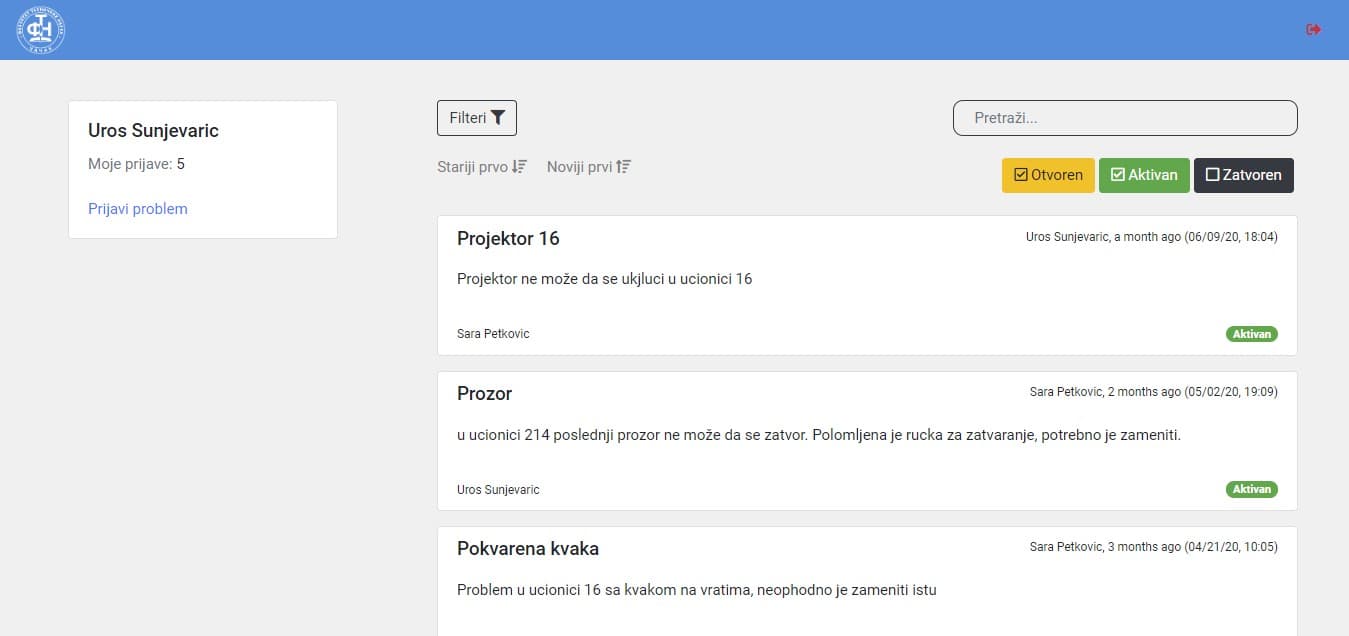 Uros Sunjevaric
Moje prijave: 5
Prijavi problem
Filteri
Pretraži...
Stariji prvo Noviji prvi
Otvoren Aktivan Zatvoren
Projektor 16
Uros Sunjevaric, a month ago (06/09/20, 18:04)
Projektor ne može da se ukjluci u ucionici 16
Sara Petkovic
Aktivan
Prozor
Sara Petkovic, 2 months ago (05/02/20, 19:09)
u ucionici 214 poslednji prozor ne može da se zatvor. Polomljena je rucka za zatvaranje, potrebno je zameniti.
Uros Sunjevaric
Aktivan
Pokvarena kvaka
Sara Petkovic, 3 months ago (04/21/20, 10:05)
Problem u ucionici 16 sa kvakom na vratima, neophodno je zameniti istu